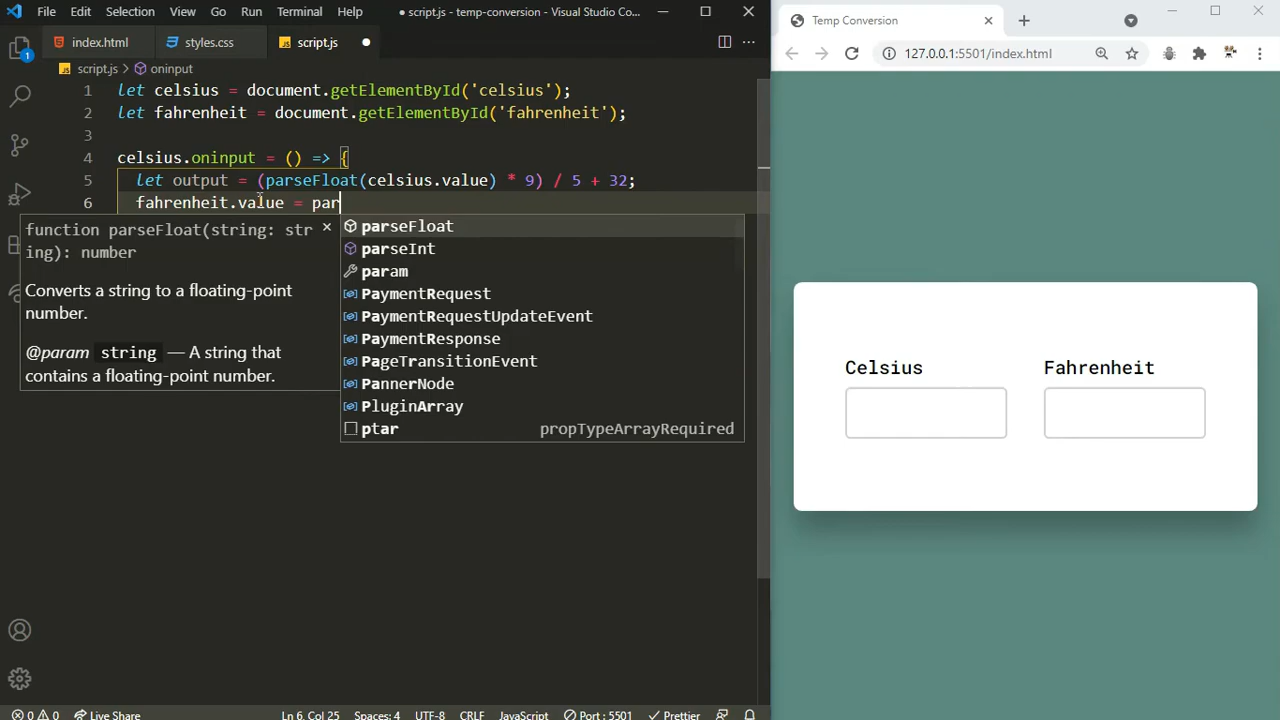 File Edit Selection View Go Run Terminal Help ● script.js - temp-conversion - Visual Studio Co...
index.html styles.css script.js ●
script.js > oninput
1 let celsius = document.getElementById('celsius');
2 let fahrenheit = document.getElementById('fahrenheit');
3
4 celsius.oninput = () => {
5 let output = (parseFloat(celsius.value) * 9) / 5 + 32;
6 fahrenheit.value = par
function parseFloat(string: str
ing): number
Converts a string to a floating-point
number.
@param string — A string that
contains a floating-point number.
parseFloat
parseInt
param
PaymentRequest
PaymentRequestUpdateEvent
PaymentResponse
PageTransitionEvent
PannerNode
PluginArray
ptar propTypeArrayRequired
1
0 0 Live Share Ln 6, Col 25 Spaces: 4 UTF-8 CRLF JavaScript Port : 5501 Prettier
Temp Conversion
127.0.0.1:5501/index.html
Celsius Fahrenheit